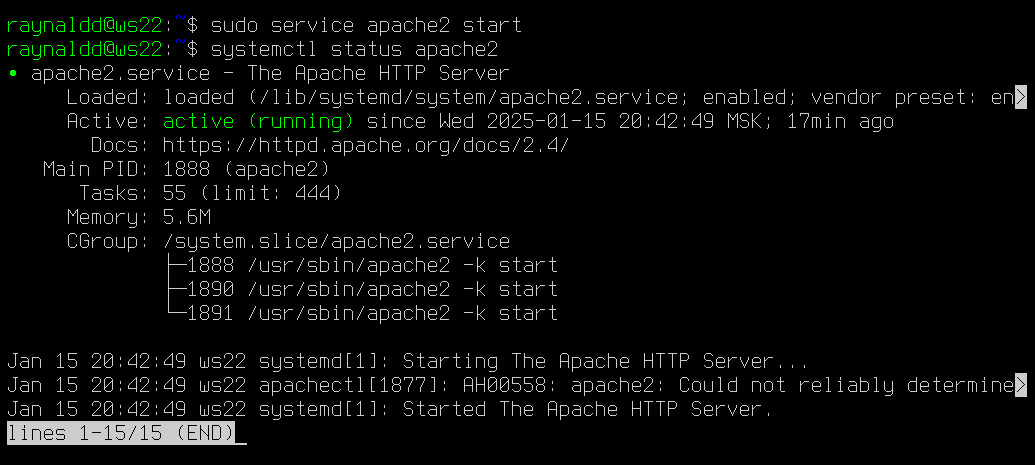 raynaldd@ws22:~$ sudo service apache2 start
raynaldd@ws22:~$ systemctl status apache2
● apache2.service - The Apache HTTP Server
     Loaded: loaded (/lib/systemd/system/apache2.service; enabled; vendor preset: en>
     Active: active (running) since Wed 2025-01-15 20:42:49 MSK; 17min ago
       Docs: https://httpd.apache.org/docs/2.4/
   Main PID: 1888 (apache2)
      Tasks: 55 (limit: 444)
     Memory: 5.6M
     CGroup: /system.slice/apache2.service
             ├─1888 /usr/sbin/apache2 -k start
             ├─1890 /usr/sbin/apache2 -k start
             └─1891 /usr/sbin/apache2 -k start

Jan 15 20:42:49 ws22 systemd[1]: Starting The Apache HTTP Server...
Jan 15 20:42:49 ws22 apachectl[1877]: AH00558: apache2: Could not reliably determine>
Jan 15 20:42:49 ws22 systemd[1]: Started The Apache HTTP Server.
lines 1-15/15 (END)